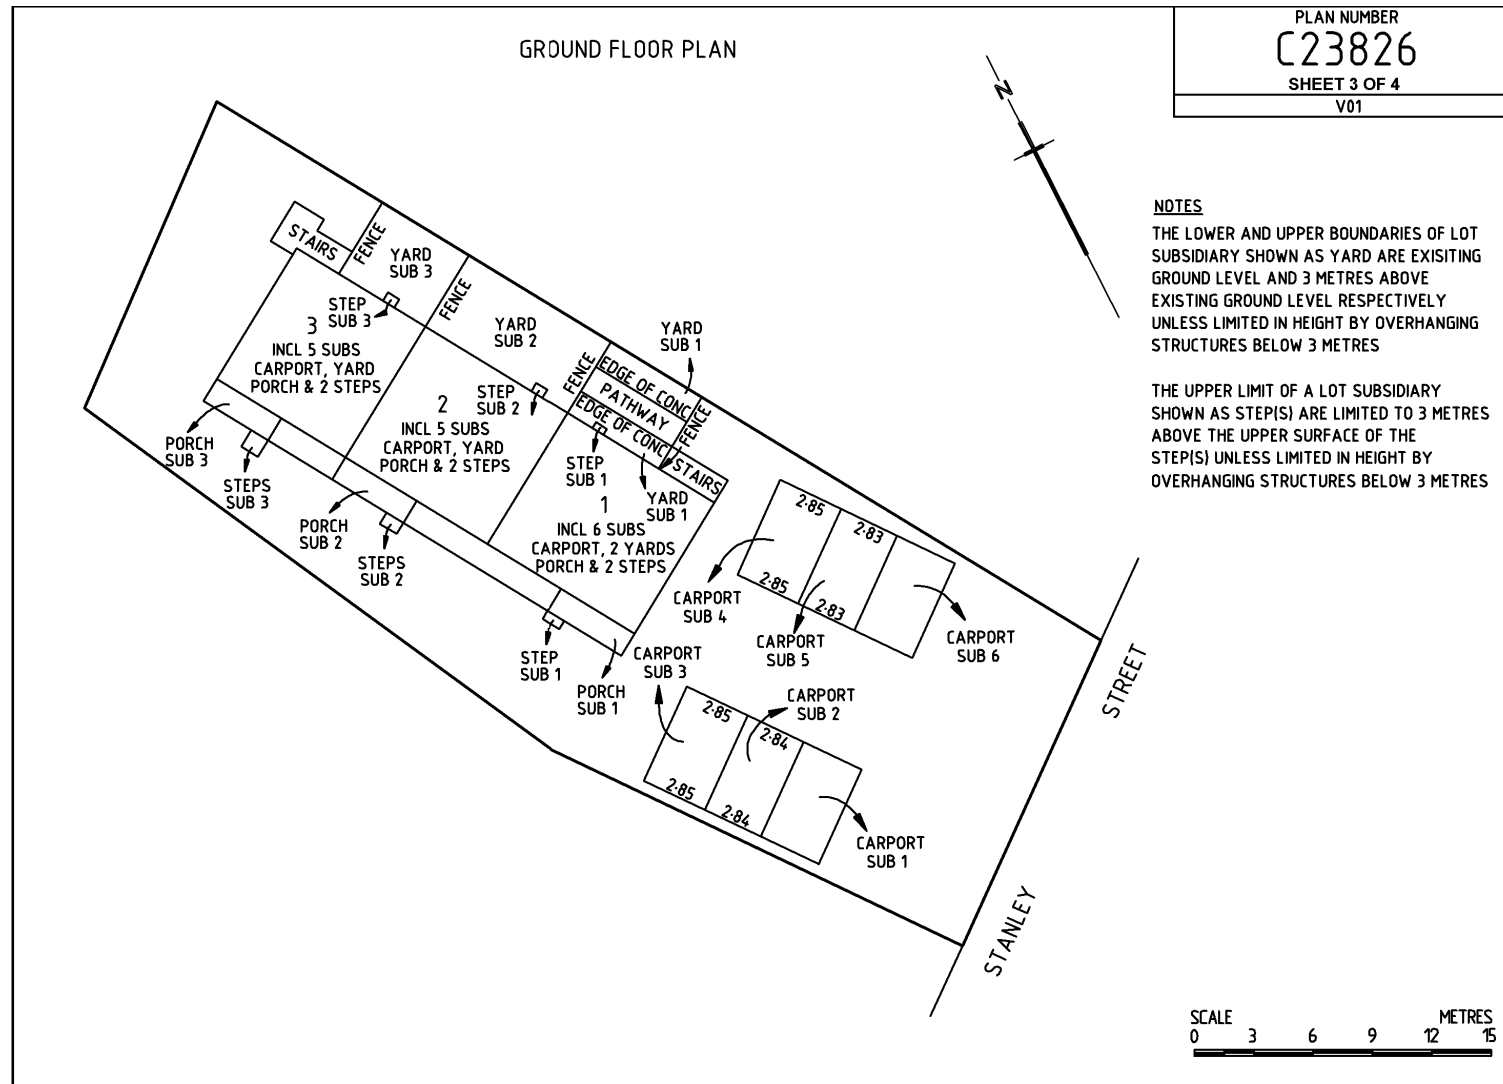 GROUND FLOOR PLAN
PLAN NUMBER
C23826
SHEET 3 OF 4
V01
N
NOTES
THE LOWER AND UPPER BOUNDARIES OF LOT
SUBSIDIARY SHOWN AS YARD ARE EXISITING
GROUND LEVEL AND 3 METRES ABOVE
EXISTING GROUND LEVEL RESPECTIVELY
UNLESS LIMITED IN HEIGHT BY OVERHANGING
STRUCTURES BELOW 3 METRES
THE UPPER LIMIT OF A LOT SUBSIDIARY
SHOWN AS STEP(S) ARE LIMITED TO 3 METRES
ABOVE THE UPPER SURFACE OF THE
STEP(S) UNLESS LIMITED IN HEIGHT BY
OVERHANGING STRUCTURES BELOW 3 METRES
STAIRS
FENCE
YARD
SUB 3
FENCE
STEP
SUB 3
3
INCL 5 SUBS
CARPORT, YARD
PORCH & 2 STEPS
YARD
SUB 2
FENCE
YARD
SUB 1
EDGE OF CONC
PATHWAY
EDGE OF CONC
FENCE
STAIRS
STEP
SUB 2
2
INCL 5 SUBS
CARPORT, YARD
PORCH & 2 STEPS
STEP
SUB 1
YARD
SUB 1
1
INCL 6 SUBS
CARPORT, 2 YARDS
PORCH & 2 STEPS
PORCH
SUB 3
STEPS
SUB 3
PORCH
SUB 2
STEPS
SUB 2
STEP
SUB 1
PORCH
SUB 1
2·85
2·83
2·85
2·83
CARPORT
SUB 4
CARPORT
SUB 5
CARPORT
SUB 6
CARPORT
SUB 3
CARPORT
SUB 2
2·85
2·84
2·85
2·84
CARPORT
SUB 1
STANLEY
STREET
SCALE METRES
0 3 6 9 12 15